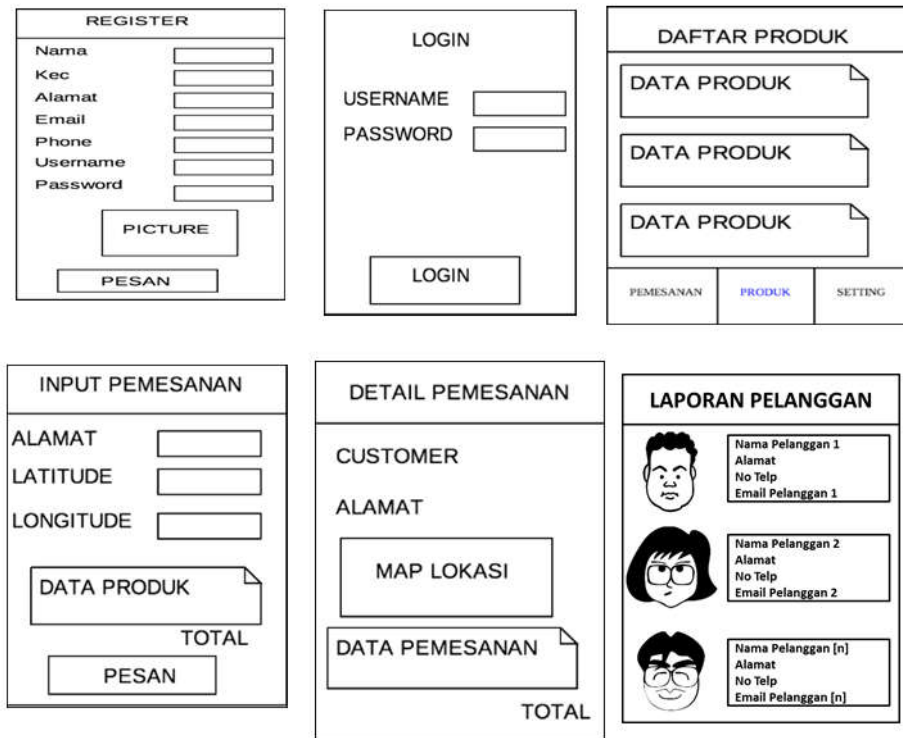 REGISTER
Nama
Kec
Alamat
Email
Phone
Username
Password
PICTURE
PESAN
LOGIN
USERNAME
PASSWORD
LOGIN
DAFTAR PRODUK
DATA PRODUK
DATA PRODUK
DATA PRODUK
PEMESANAN PRODUK SETTING
INPUT PEMESANAN
ALAMAT
LATITUDE
LONGITUDE
DATA PRODUK
TOTAL
PESAN
DETAIL PEMESANAN
CUSTOMER
ALAMAT
MAP LOKASI
DATA PEMESANAN
TOTAL
LAPORAN PELANGGAN
Nama Pelanggan 1
Alamat
No Telp
Email Pelanggan 1
Nama Pelanggan 2
Alamat
No Telp
Email Pelanggan 2
Nama Pelanggan [n]
Alamat
No Telp
Email Pelanggan [n]